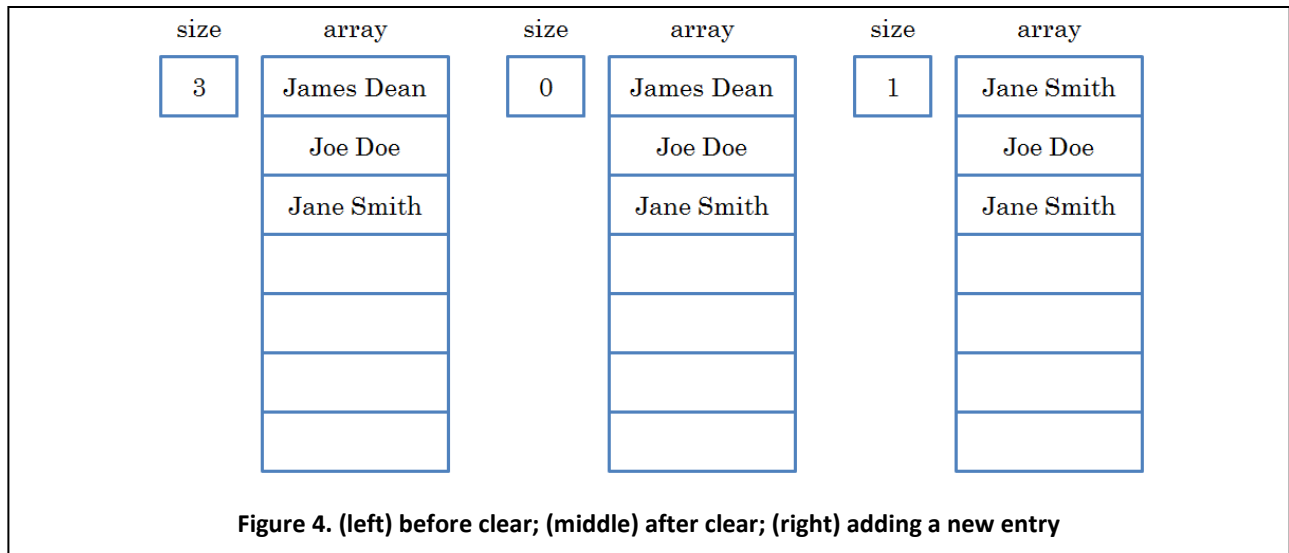 size array size array size array
3 James Dean 0 James Dean 1 Jane Smith
Joe Doe Joe Doe Joe Doe
Jane Smith Jane Smith Jane Smith
Figure 4. (left) before clear; (middle) after clear; (right) adding a new entry